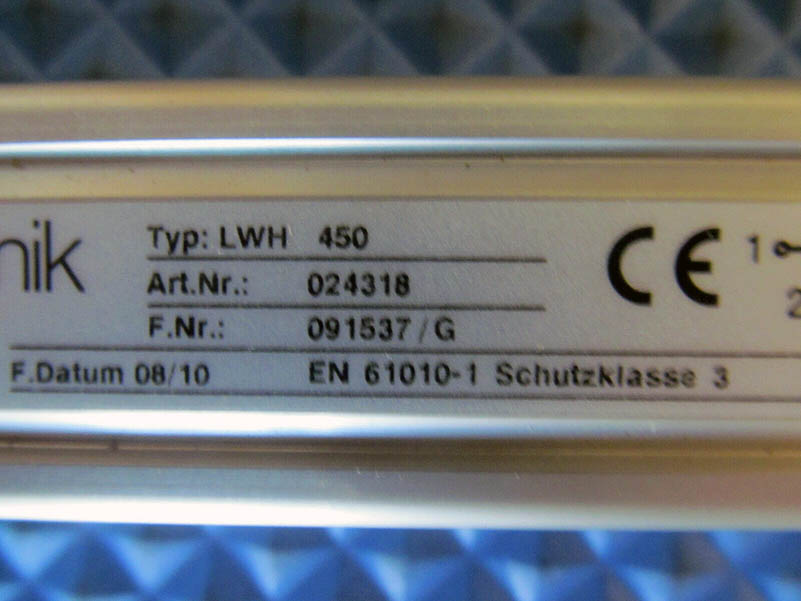 nik
Typ: LWH 450
Art.Nr.: 024318
F.Nr.: 091537/G
F.Datum 08/10 EN 61010-1 Schutzklasse 3
CE
1
2